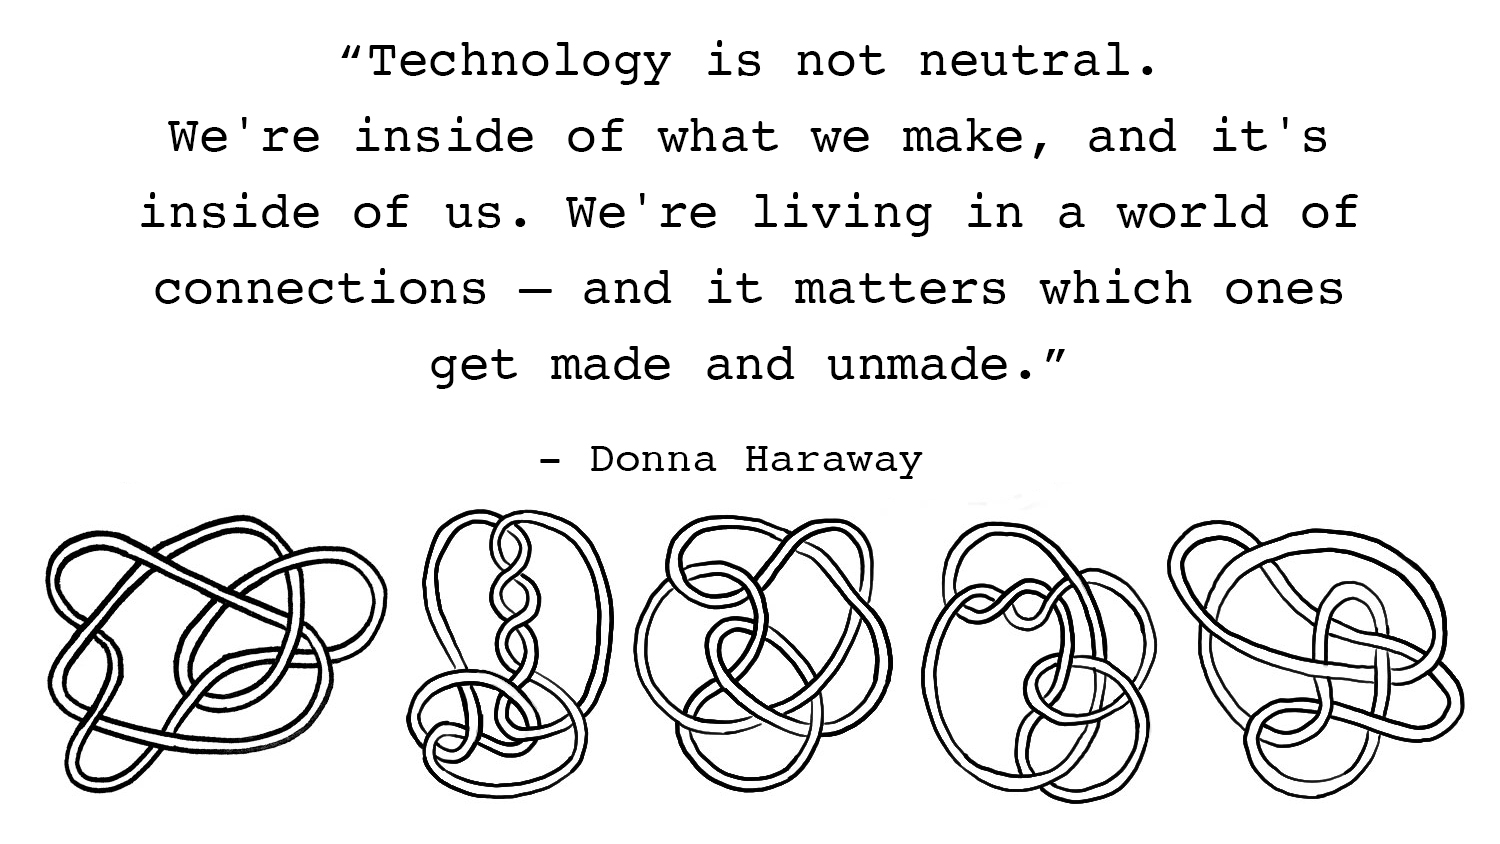 “Technology is not neutral.
We're inside of what we make, and it's
inside of us. We're living in a world of
connections — and it matters which ones
get made and unmade.”
– Donna Haraway